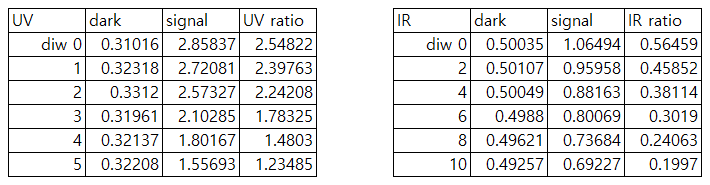 UV dark signal UV ratio
diw 0 0.31016 2.85837 2.54822
1 0.32318 2.72081 2.39763
2 0.3312 2.57327 2.24208
3 0.31961 2.10285 1.78325
4 0.32137 1.80167 1.4803
5 0.32208 1.55693 1.23485
IR dark signal IR ratio
diw 0 0.50035 1.06494 0.56459
2 0.50107 0.95958 0.45852
4 0.50049 0.88163 0.38114
6 0.4988 0.80069 0.3019
8 0.49621 0.73684 0.24063
10 0.49257 0.69227 0.1997